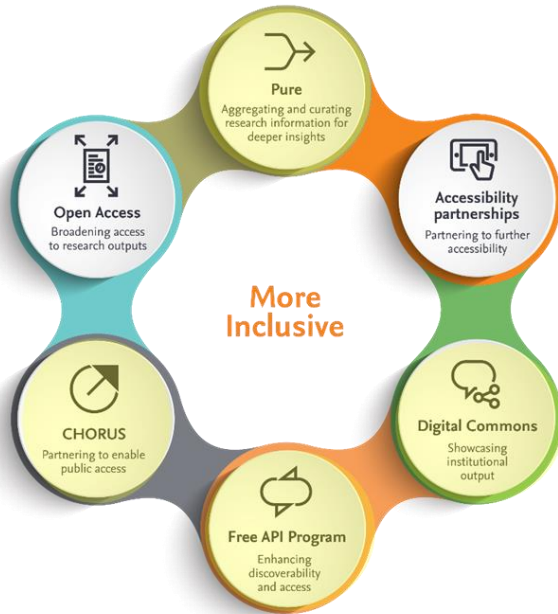 Pure
Aggregating and curating
research information for
deeper insights
Open Access
Broadening access
to research outputs
Accessibility
partnerships
Partnering to further
accessibility
More
Inclusive
CHORUS
Partnering to enable
public access
Digital Commons
Showcasing
institutional
output
Free API Program
Enhancing
discoverability
and access